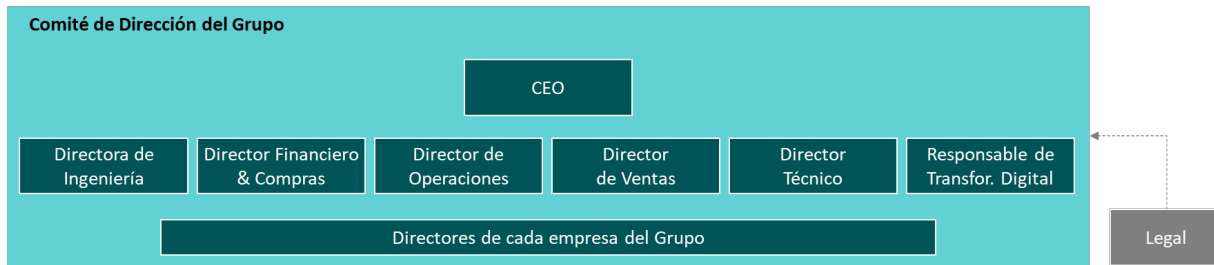 Comité de Dirección del Grupo
CEO
Directora de
Ingeniería
Director Financiero
& Compras
Director de
Operaciones
Director
de Ventas
Director
Técnico
Responsable de
Transfor. Digital
Directores de cada empresa del Grupo
Legal